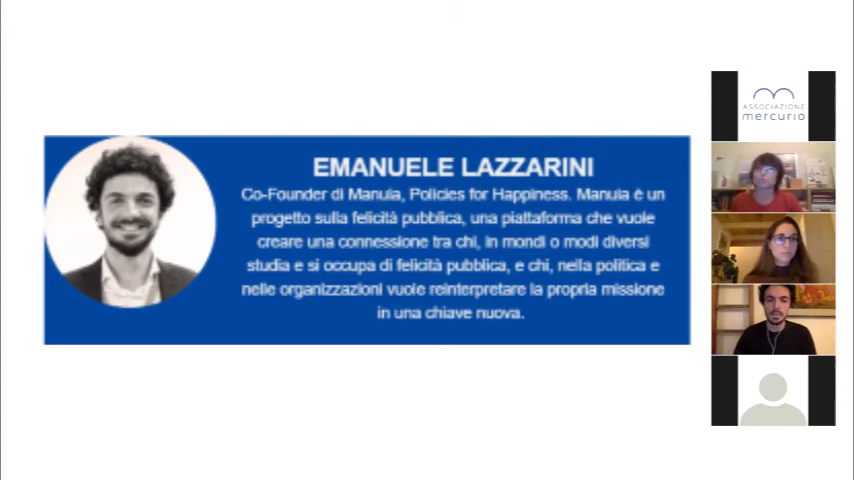 EMANUELE LAZZARINI
Co-Founder di Manuia, Policies for Happiness. Manuia è un
progetto sulla felicità pubblica, una piattaforma che vuole
creare una connessione tra chi, in mondi o modi diversi
studia e si occupa di felicità pubblica, e chi, nella politica e
nelle organizzazioni vuole reinterpretare la propria missione
in una chiave nuova.
ASSOCIAZIONE
mercurio